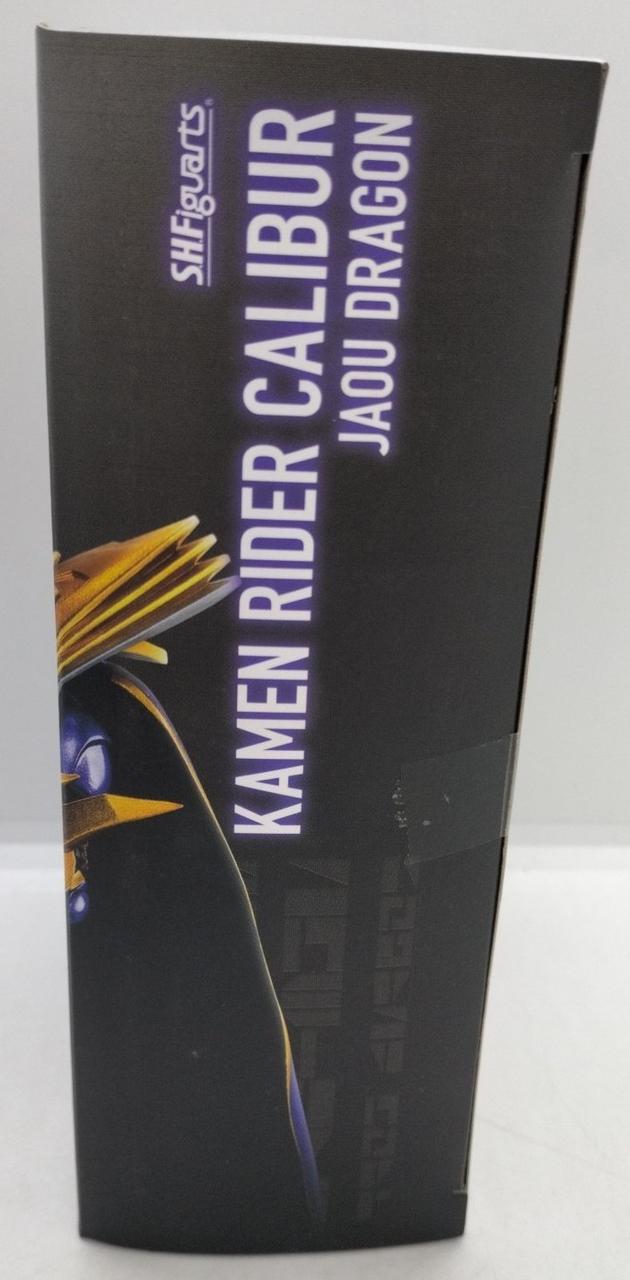 S.H.Figuarts®
KAMEN RIDER CALIBUR
JAOU DRAGON